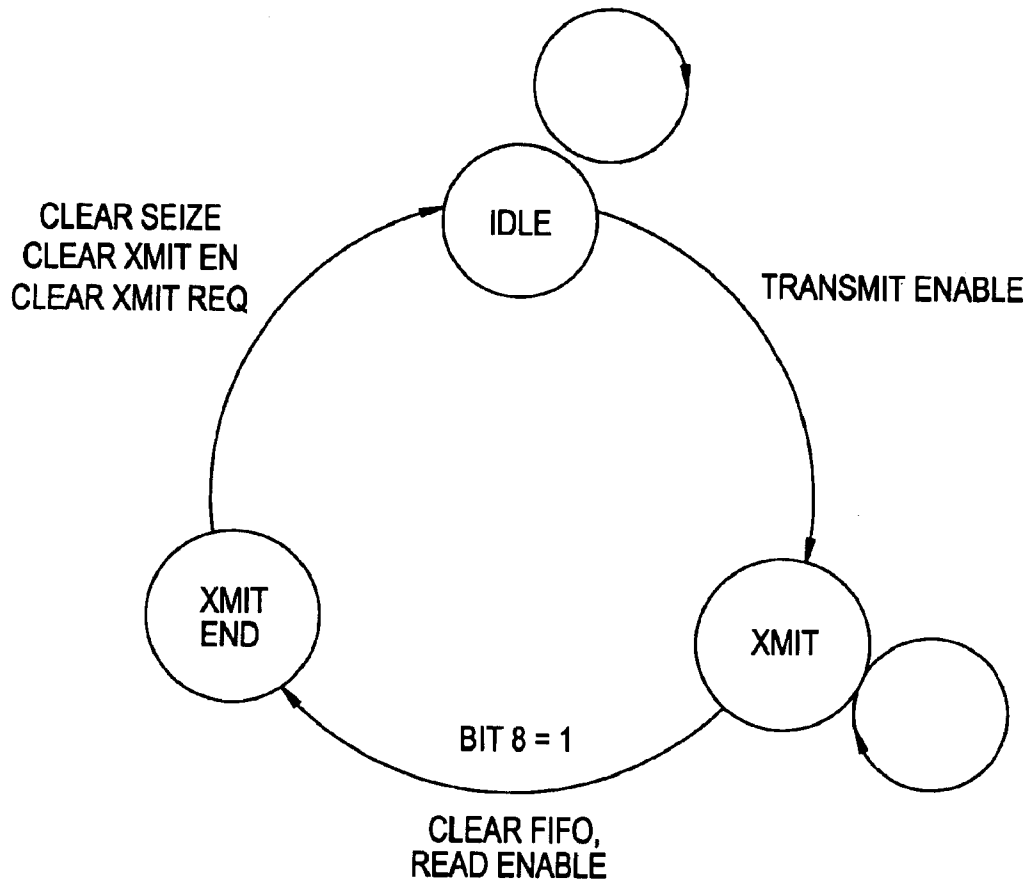 IDLE
CLEAR SEIZE
CLEAR XMIT EN
CLEAR XMIT REQ
TRANSMIT ENABLE
XMIT
END
XMIT
BIT 8 = 1
CLEAR FIFO,
READ ENABLE